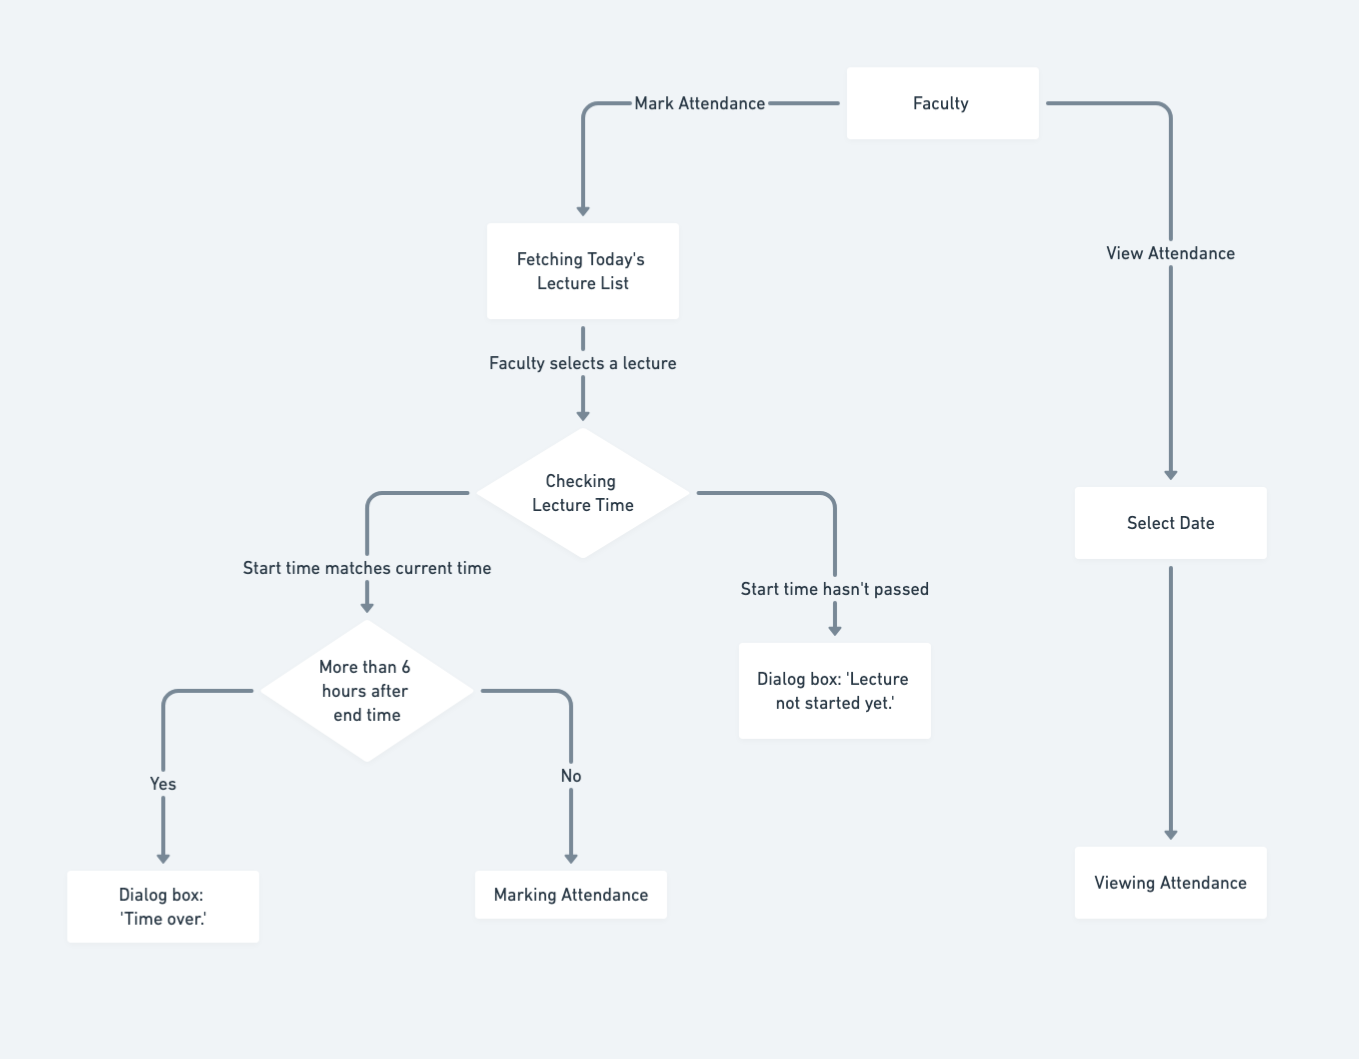 Mark Attendance
Faculty
View Attendance
Fetching Today's
Lecture List
Faculty selects a lecture
Checking
Lecture Time
Start time matches current time
Start time hasn't passed
Select Date
More than 6
hours after
end time
Dialog box: 'Lecture
not started yet.'
Yes
No
Dialog box:
'Time over.'
Marking Attendance
Viewing Attendance